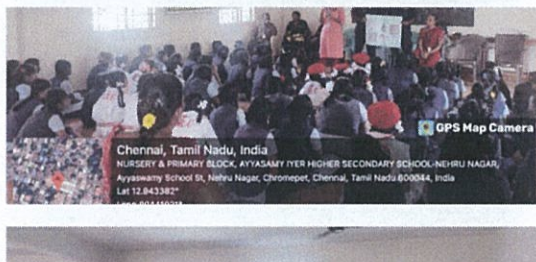 GPS Map Camera
Chennai, Tamil Nadu, India
NURSERY & PRIMARY BLOCK, AYYASAMY IYER HIGHER SECONDARY SCHOOL-NEHRU NAGAR,
Ayyaswamy School St, Nehru Nagar, Chromepet, Chennai, Tamil Nadu 600044, India
Lat 12.843382°